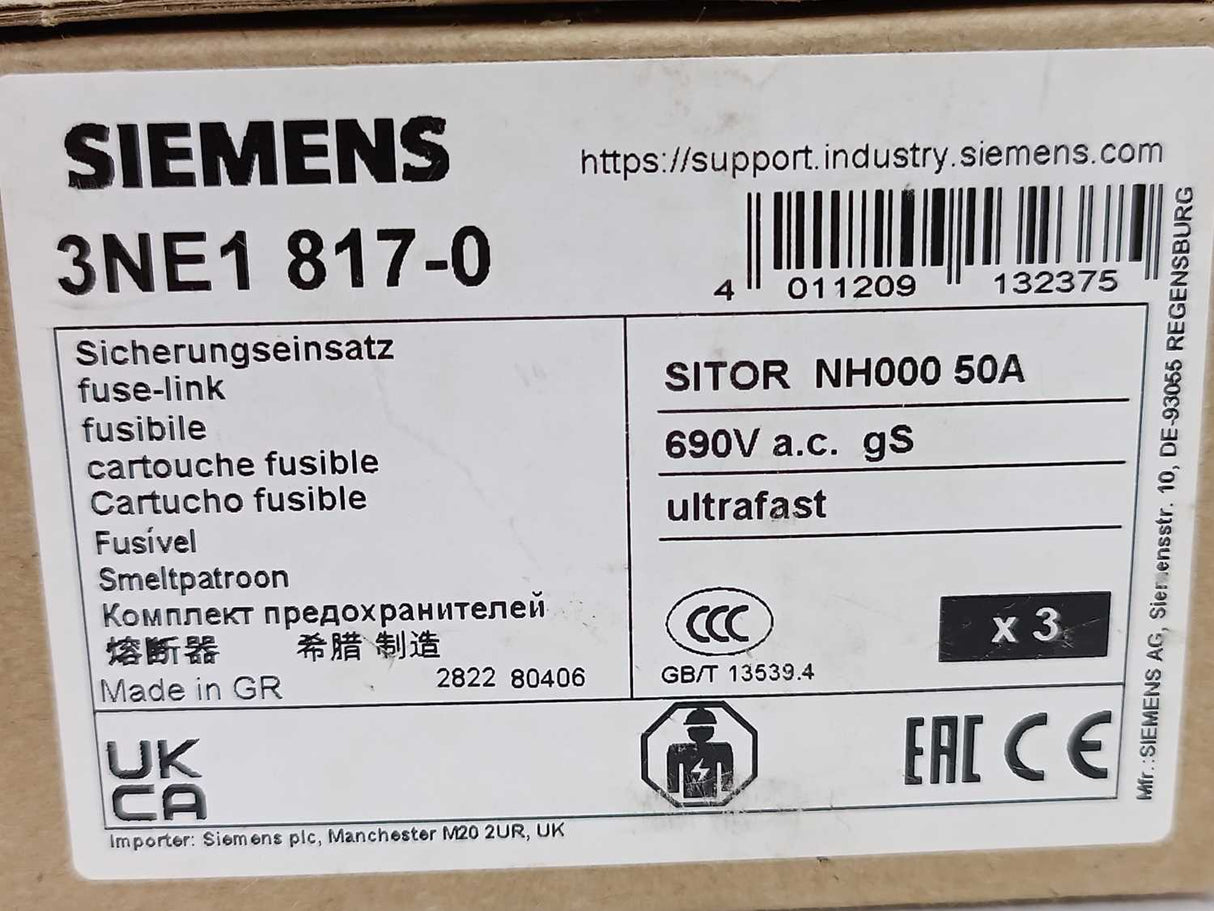 SIEMENS
https://support.industry.siemens.com
3NE1 817-0
4 011209 132375
Sicherungseinsatz
fuse-link
fusibile
cartouche fusible
Cartucho fusible
Fusível
Smeltpatroon
Комплект предохранителей
熔断器 希腊 制造
Made in GR 2822 80406
SITOR NH000 50A
690V a.c. gS
ultrafast
CCC
GB/T 13539.4
x 3
UK
CA
EAC CE
Importer: Siemens plc, Manchester M20 2UR, UK
Mfr.:SIEMENS AG, Siemensstr. 10, DE-93055 REGENSBURG